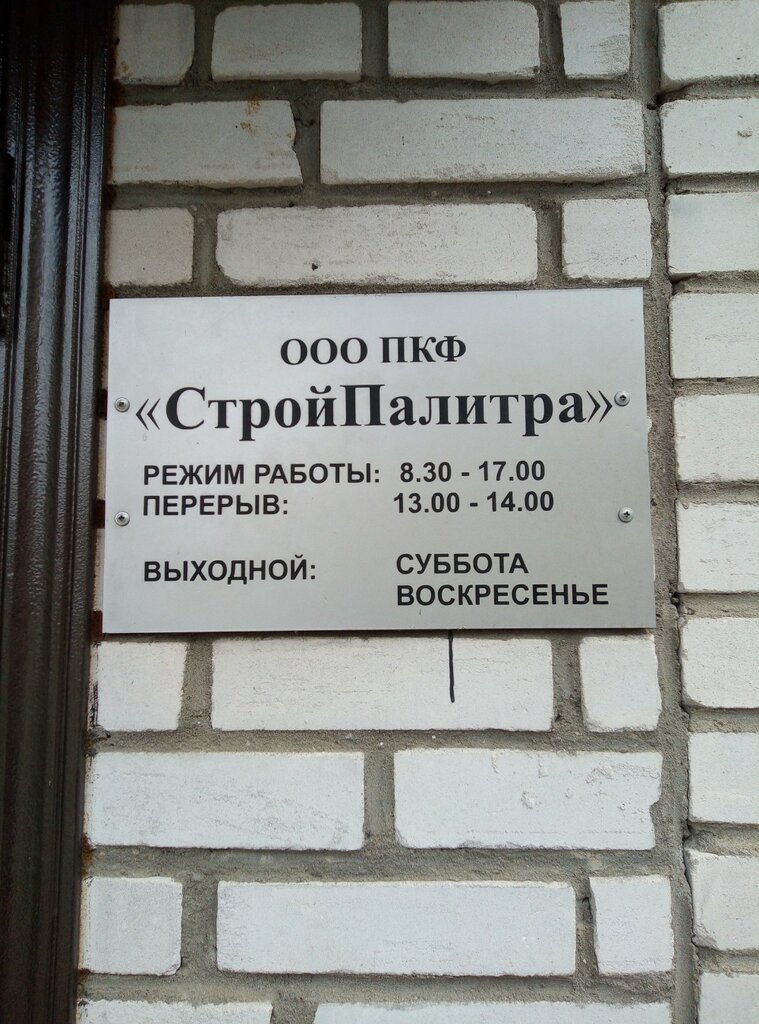 ООО ПКФ
«СтройПалитра»
РЕЖИМ РАБОТЫ: 8.30 - 17.00
ПЕРЕРЫВ: 13.00 - 14.00
ВЫХОДНОЙ: СУББОТА
ВОСКРЕСЕНЬЕ